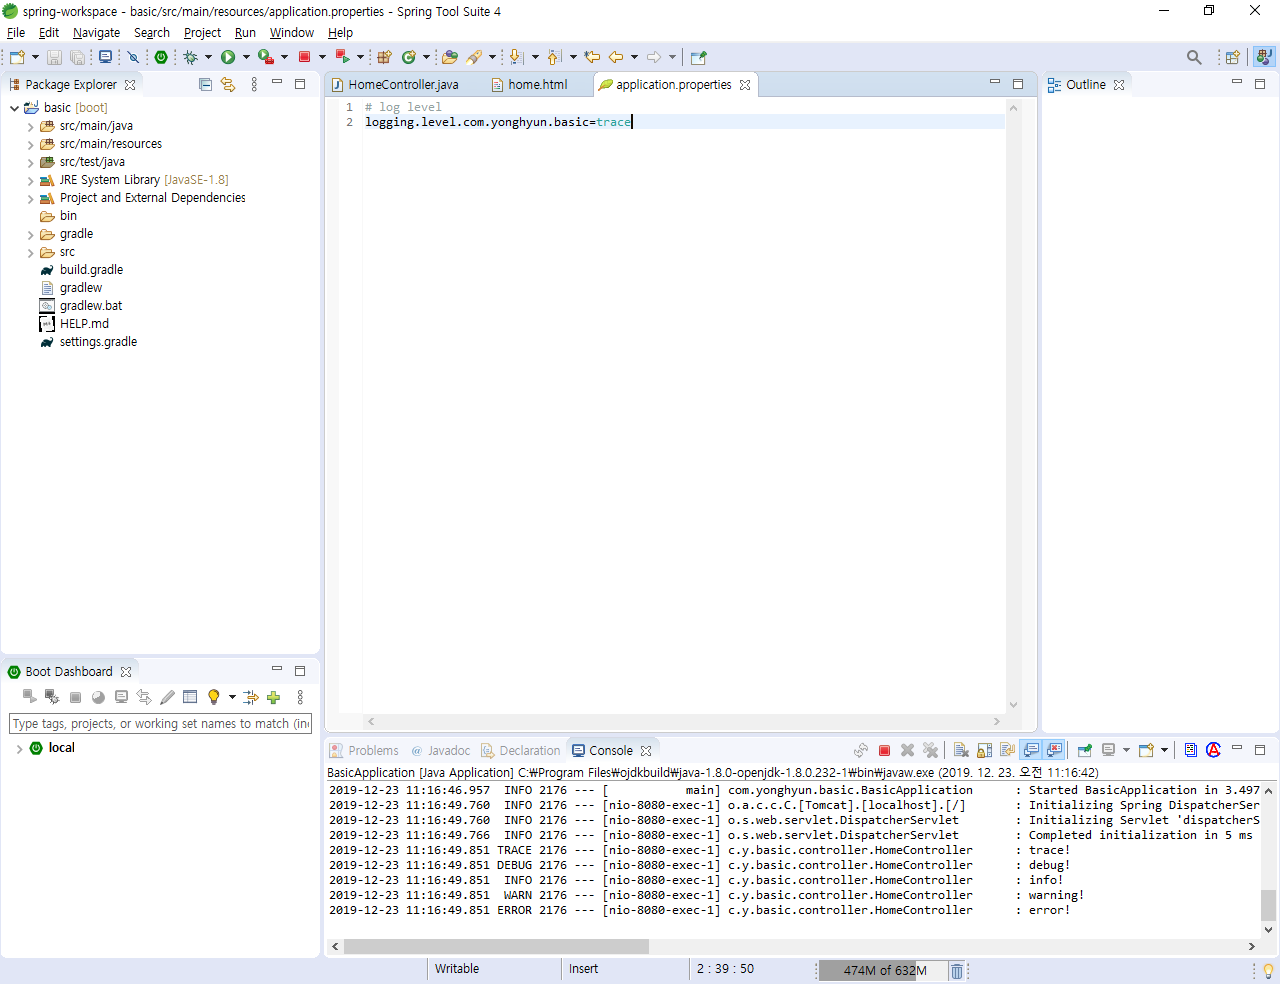 spring-workspace - basic/src/main/resources/application.properties - Spring Tool Suite 4
File Edit Navigate Search Project Run Window Help
Package Explorer
basic [boot]
src/main/java
src/main/resources
src/test/java
JRE System Library [JavaSE-1.8]
Project and External Dependencies
bin
gradle
src
build.gradle
gradlew
gradlew.bat
HELP.md
settings.gradle
HomeController.java home.html application.properties
1 # log level
2 logging.level.com.yonghyun.basic=trace
Outline
Boot Dashboard
Type tags, projects, or working set names to match (in
local
Problems Javadoc Declaration Console
BasicApplication [Java Application] C:₩Program Files₩ojdkbuild₩java-1.8.0-openjdk-1.8.0.232-1₩bin₩javaw.exe (2019. 12. 23. 오전 11:16:42)
2019-12-23 11:16:46.957  INFO 2176 --- [           main] com.yonghyun.basic.BasicApplication      : Started BasicApplication in 3.497
2019-12-23 11:16:49.760  INFO 2176 --- [nio-8080-exec-1] o.a.c.c.C.[Tomcat].[localhost].[/]       : Initializing Spring DispatcherSer
2019-12-23 11:16:49.760  INFO 2176 --- [nio-8080-exec-1] o.s.web.servlet.DispatcherServlet        : Initializing Servlet 'dispatcherS
2019-12-23 11:16:49.766  INFO 2176 --- [nio-8080-exec-1] o.s.web.servlet.DispatcherServlet        : Completed initialization in 5 ms
2019-12-23 11:16:49.851 TRACE 2176 --- [nio-8080-exec-1] c.y.basic.controller.HomeController      : trace!
2019-12-23 11:16:49.851 DEBUG 2176 --- [nio-8080-exec-1] c.y.basic.controller.HomeController      : debug!
2019-12-23 11:16:49.851  INFO 2176 --- [nio-8080-exec-1] c.y.basic.controller.HomeController      : info!
2019-12-23 11:16:49.851  WARN 2176 --- [nio-8080-exec-1] c.y.basic.controller.HomeController      : warning!
2019-12-23 11:16:49.851 ERROR 2176 --- [nio-8080-exec-1] c.y.basic.controller.HomeController      : error!
Writable Insert 2 : 39 : 50 474M of 632M